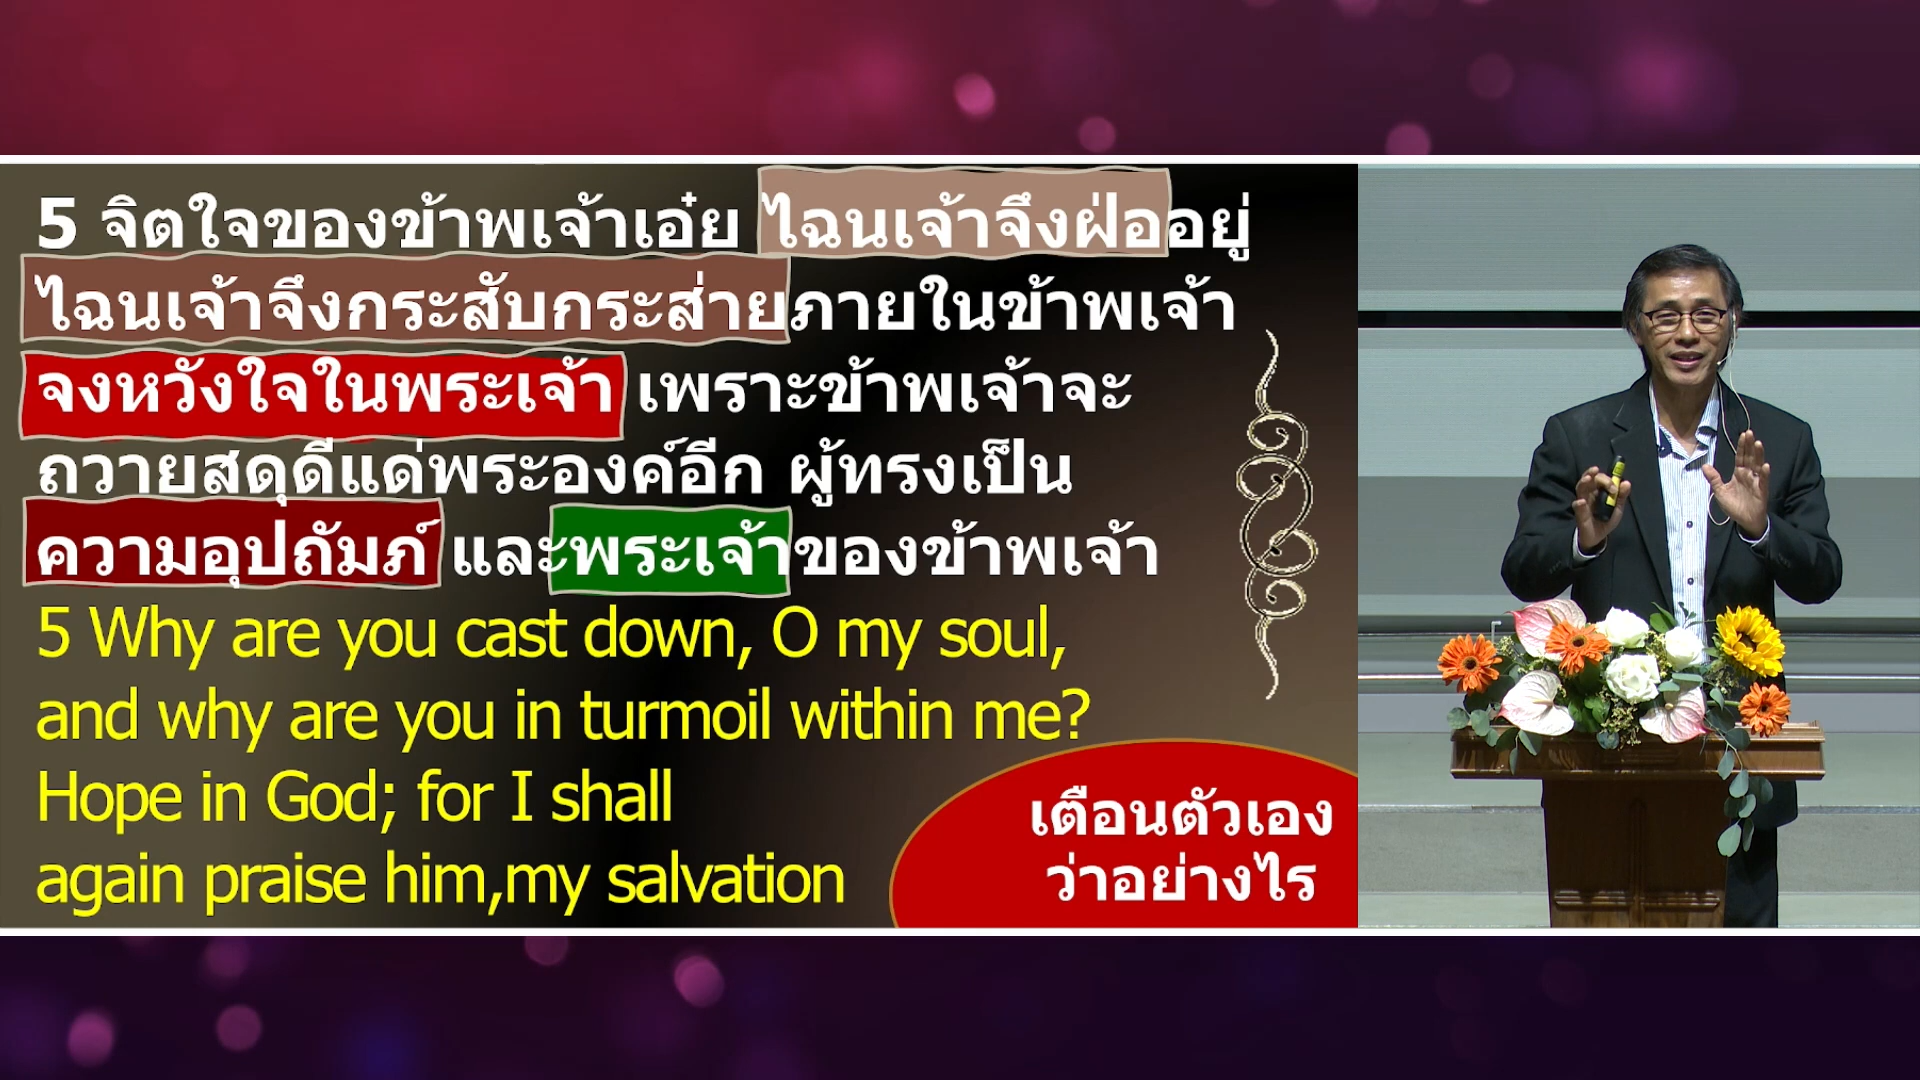 5 จิตใจของข้าพเจ้าเอ๋ย ไฉนเจ้าจึงฝ่ออยู่
ไฉนเจ้าจึงกระสับกระส่ายภายในข้าพเจ้า
จงหวังใจในพระเจ้า เพราะข้าพเจ้าจะ
ถวายสดุดีแด่พระองค์อีก ผู้ทรงเป็น
ความอุปถัมภ์ และพระเจ้าของข้าพเจ้า
5 Why are you cast down, O my soul,
and why are you in turmoil within me?
Hope in God; for I shall
again praise him,my salvation
เตือนตัวเอง
ว่าอย่างไร